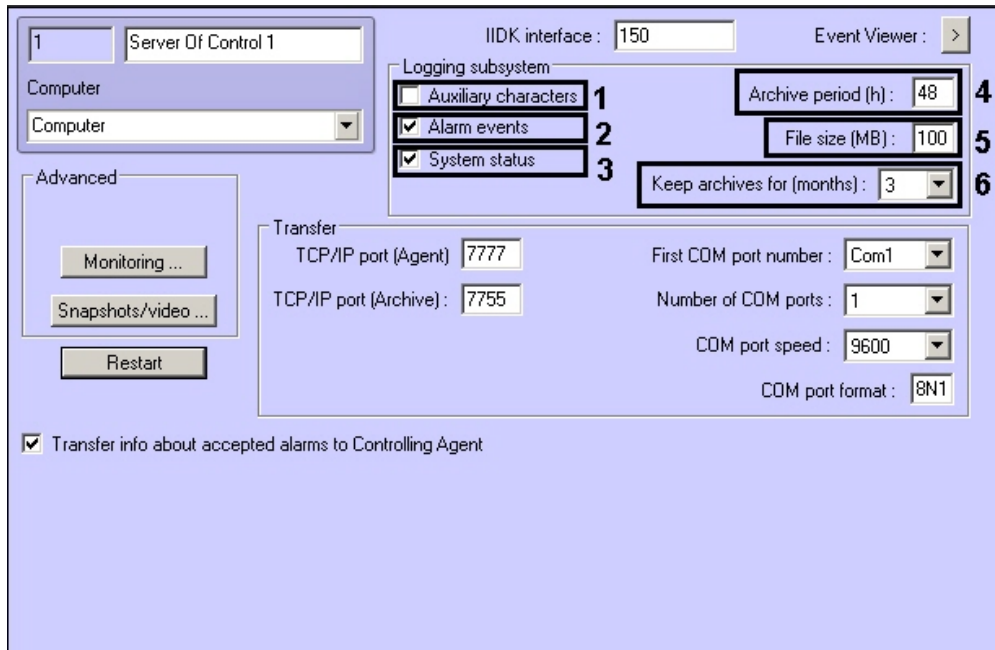 1
Server Of Control 1
IIDK interface : 150
Event Viewer : >
Computer
Computer
Logging subsystem
Auxiliary characters 1
Archive period (h) : 48 4
Alarm events 2
File size (MB) : 100 5
System status 3
Keep archives for (months) : 3 6
Advanced
Monitoring ...
Snapshots/video ...
Restart
Transfer
TCP/IP port (Agent) 7777
First COM port number : Com1
TCP/IP port (Archive) : 7755
Number of COM ports : 1
COM port speed : 9600
COM port format : 8N1
Transfer info about accepted alarms to Controlling Agent